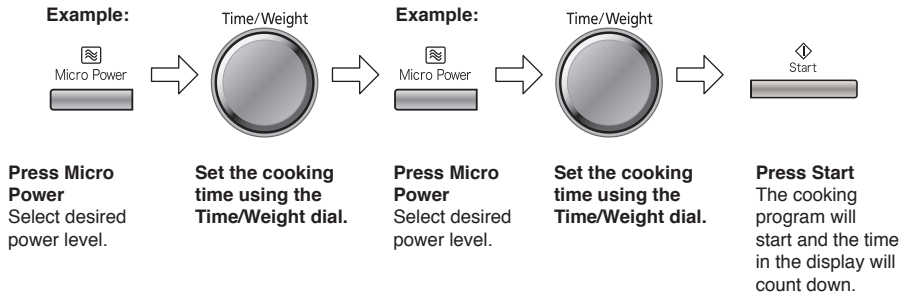 Example:
Micro Power
Time/Weight
Example:
Micro Power
Time/Weight
Start
Press Micro
Power
Select desired
power level.
Set the cooking
time using the
Time/Weight dial.
Press Micro
Power
Select desired
power level.
Set the cooking
time using the
Time/Weight dial.
Press Start
The cooking
program will
start and the time
in the display will
count down.